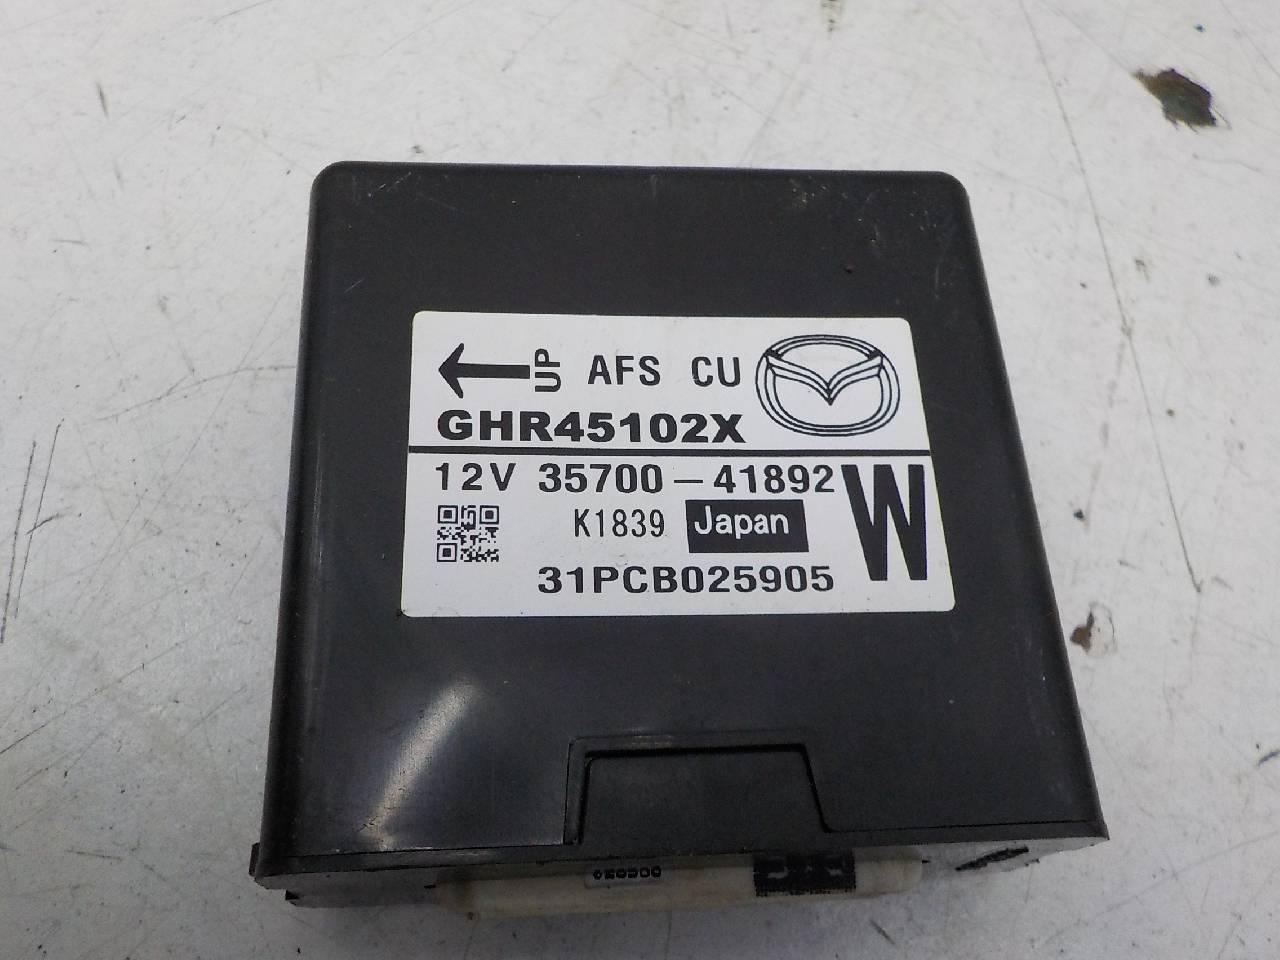 UP AFS CU
GHR45102X
12V 35700-41892
K1839 Japan W
31PCB025905